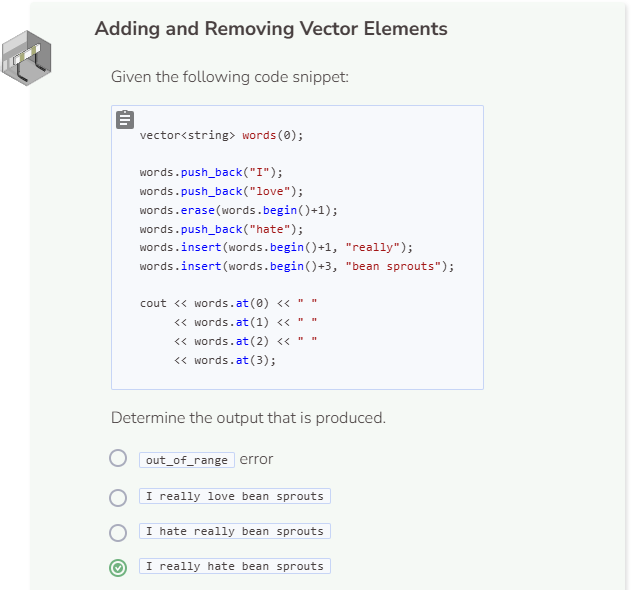 Adding and Removing Vector Elements
Given the following code snippet:
vector<string> words(0);
words.push_back("I");
words.push_back("love");
words.erase(words.begin()+1);
words.push_back("hate");
words.insert(words.begin()+1, "really");
words.insert(words.begin()+3, "bean sprouts");
cout << words.at(0) << " "
<< words.at(1) << " "
<< words.at(2) << " "
<< words.at(3);
Determine the output that is produced.
out_of_range error
I really love bean sprouts
I hate really bean sprouts
I really hate bean sprouts